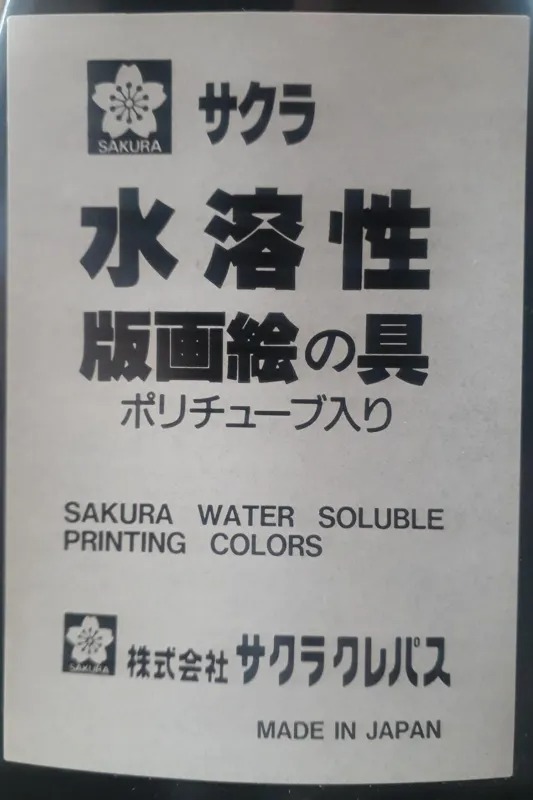 SAKURA サクラ
水溶性
版画絵の具
ポリチューブ入り
SAKURA WATER SOLUBLE
PRINTING COLORS
SAKURA 株式会社 サクラクレパス
MADE IN JAPAN